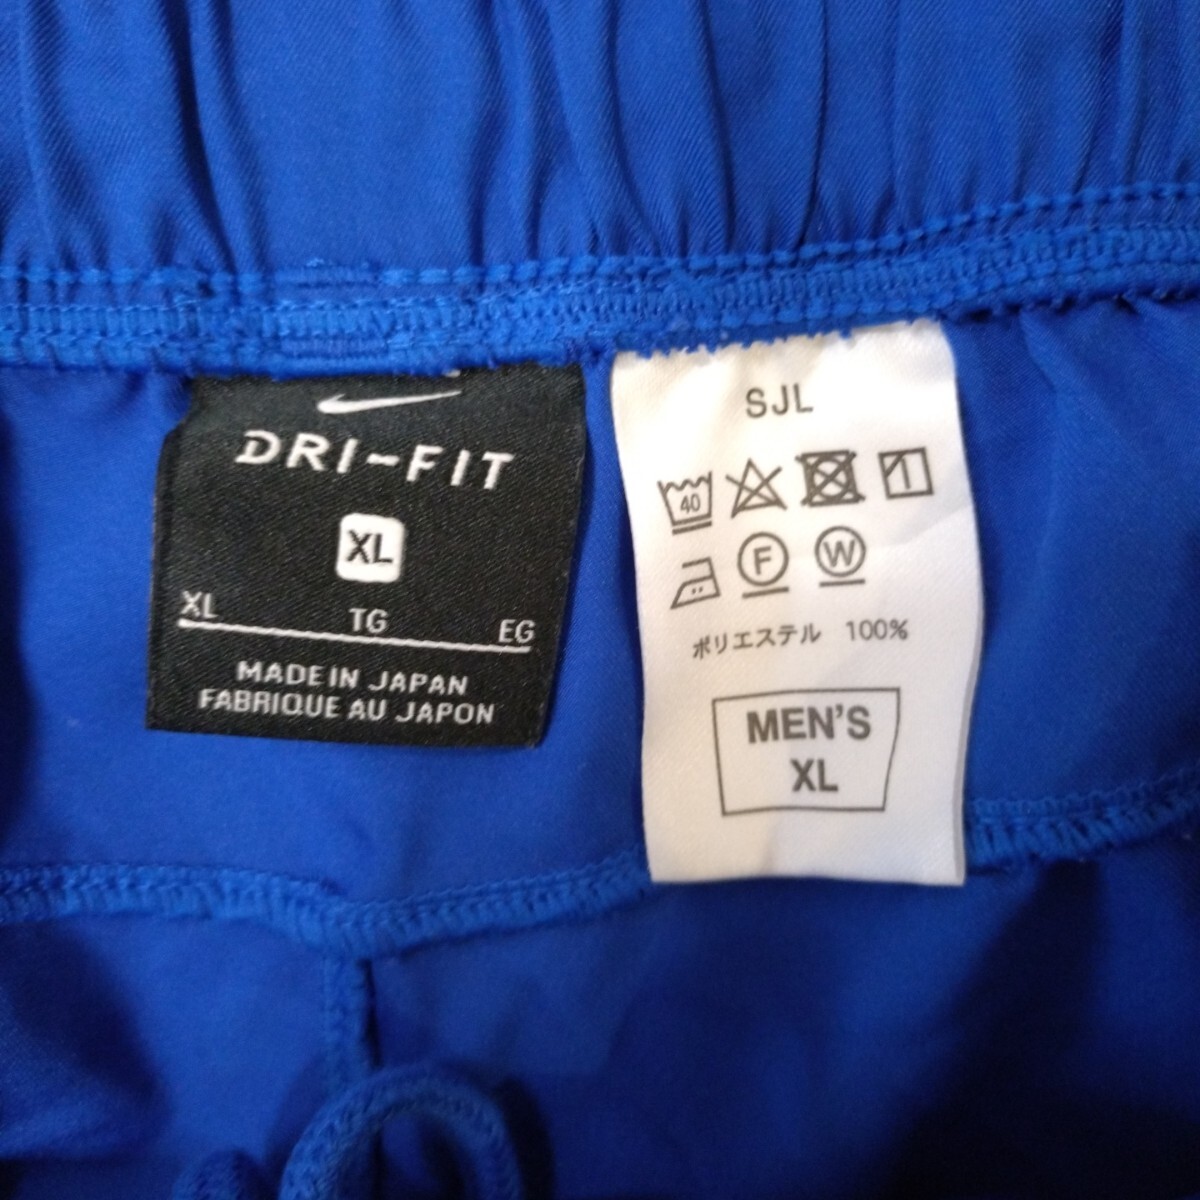 DRI-FIT
XL
XL TG EG
MADE IN JAPAN
FABRIQUE AU JAPON
SJL
40
F W
ポリエステル 100%
MEN'S
XL